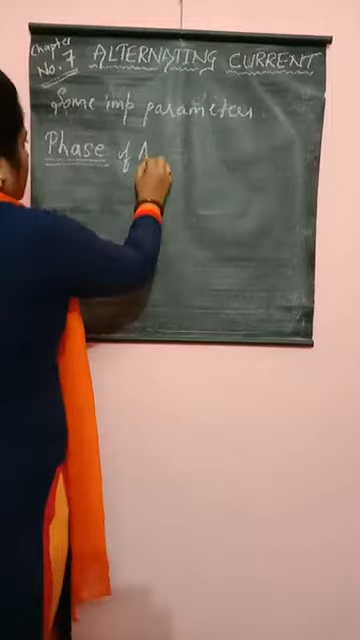 Chapter
No. 7
ALTERNATING CURRENT
Some imp parameters
Phase of A